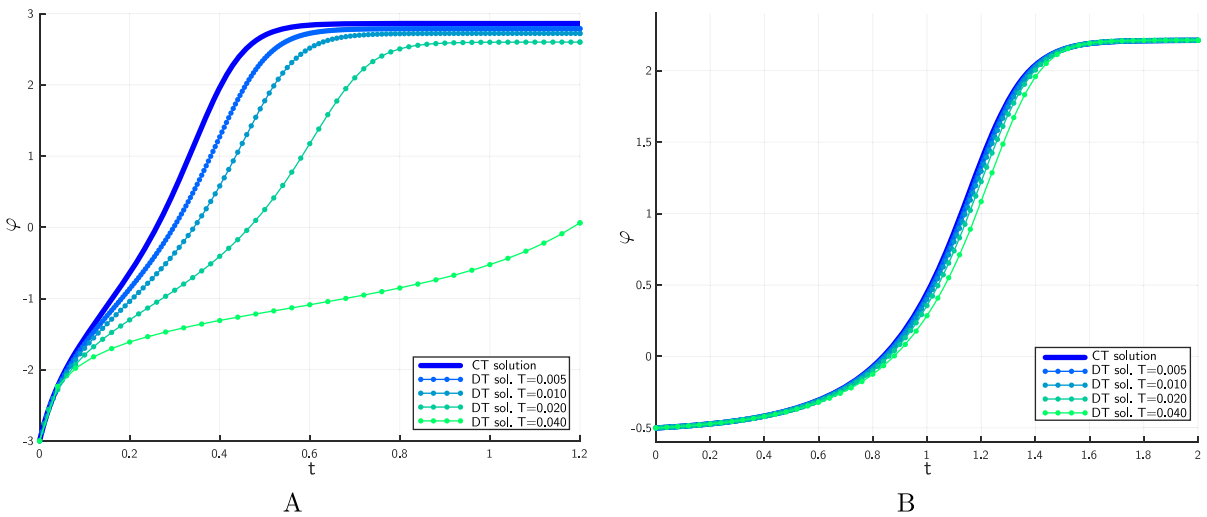 3
2
1
0
-1
-2
-3
φ
0
0.2
0.4
0.6
0.8
1
1.2
t
CT solution
DT sol. T=0.005
DT sol. T=0.010
DT sol. T=0.020
DT sol. T=0.040
A
2
1.5
1
0.5
0
-0.5
φ
0
0.2
0.4
0.6
0.8
1
1.2
1.4
1.6
1.8
2
t
CT solution
DT sol. T=0.005
DT sol. T=0.010
DT sol. T=0.020
DT sol. T=0.040
B